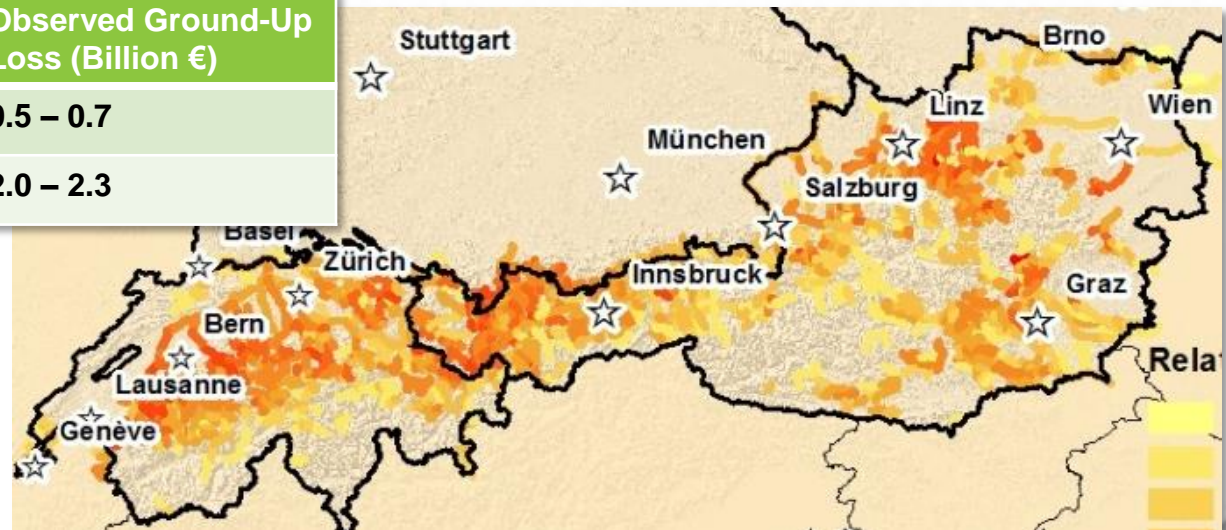 Observed Ground-Up
Loss (Billion €)
0.5 – 0.7
2.0 – 2.3
Stuttgart
Brno
Linz
Wien
München
Salzburg
Basel
Zürich
Innsbruck
Graz
Bern
Lausanne
Genève